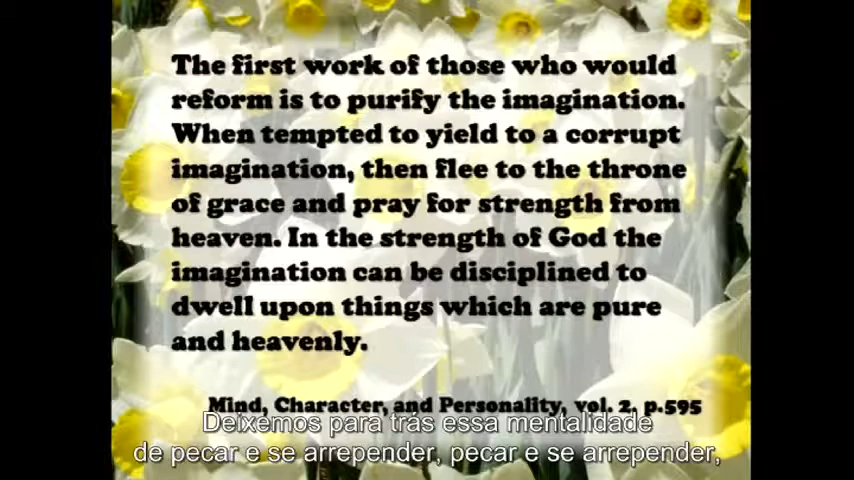 The first work of those who would
reform is to purify the imagination.
When tempted to yield to a corrupt
imagination, then flee to the throne
of grace and pray for strength from
heaven. In the strength of God the
imagination can be disciplined to
dwell upon things which are pure
and heavenly.
Mind, Character, and Personality, vol. 2, p.595
Deixemos para trás essa mentalidade
de pecar e se arrepender, pecar e se arrepender,